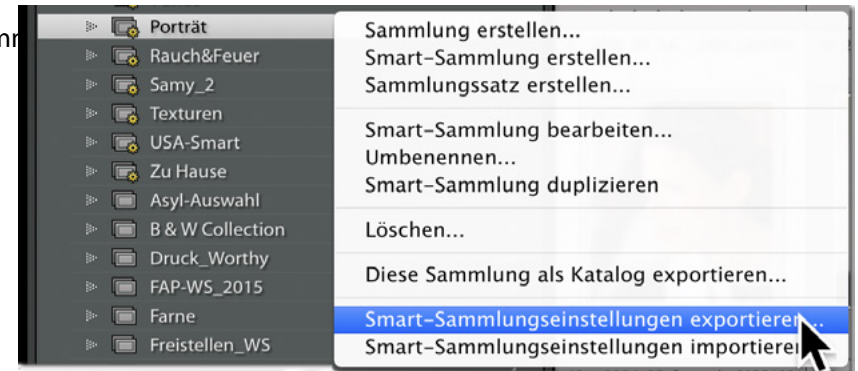 Porträt
Rauch&Feuer
Samy_2
Texturen
USA-Smart
Zu Hause
Asyl-Auswahl
B & W Collection
Druck_Worthy
FAP-WS_2015
Farne
Freistellen_WS
Sammlung erstellen...
Smart-Sammlung erstellen...
Sammlungssatz erstellen...
Smart-Sammlung bearbeiten...
Umbenennen...
Smart-Sammlung duplizieren
Löschen...
Diese Sammlung als Katalog exportieren...
Smart-Sammlungseinstellungen exportieren...
Smart-Sammlungseinstellungen importieren